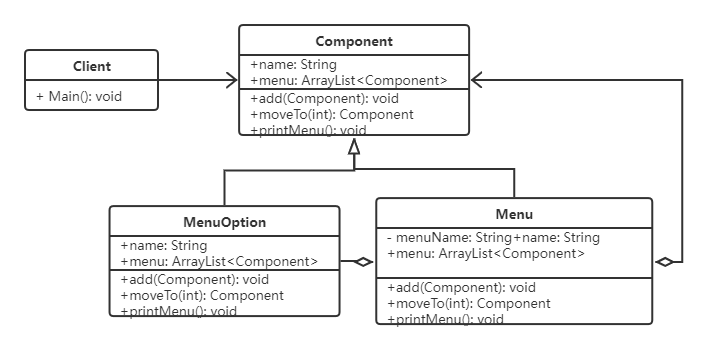 Component
+name: String
+menu: ArrayList<Component>
+add(Component): void
+moveTo(int): Component
+printMenu(): void
Client
+ Main(): void
MenuOption
+name: String
+menu: ArrayList<Component>
+add(Component): void
+moveTo(int): Component
+printMenu(): void
Menu
- menuName: String+name: String
+menu: ArrayList<Component>
+add(Component): void
+moveTo(int): Component
+printMenu(): void